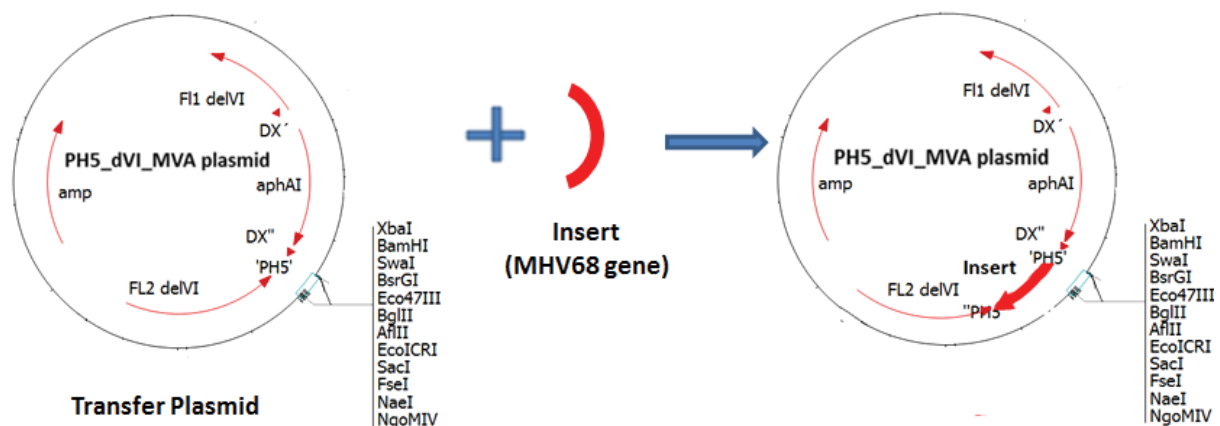 Fl1 delVI
DX´
PH5_dVI_MVA plasmid
amp
aphAI
DX"
'PH5'
FL2 delVI
XbaI
BamHI
SwaI
BsrGI
Eco47III
BglII
AflII
EcoICRI
SacI
FseI
NaeI
NgoMIV
Transfer Plasmid
Insert
(MHV68 gene)
Fl1 delVI
DX´
PH5_dVI_MVA plasmid
amp
aphAI
DX"
'PH5'
Insert
FL2 delVI
"PH5
XbaI
BamHI
SwaI
BsrGI
Eco47III
BglII
AflII
EcoICRI
SacI
FseI
NaeI
NgoMIV